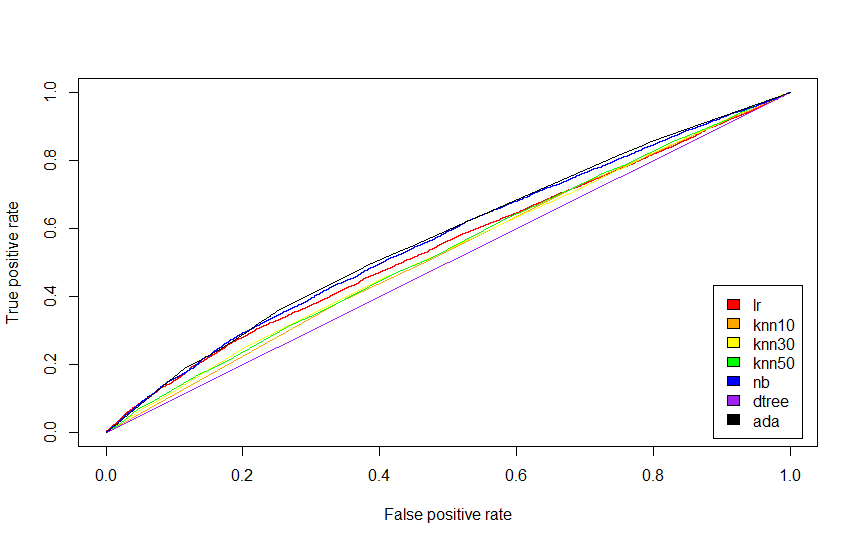 True positive rate
1.0
0.8
0.6
0.4
0.2
0.0
0.0 0.2 0.4 0.6 0.8 1.0
False positive rate
lr
knn10
knn30
knn50
nb
dtree
ada